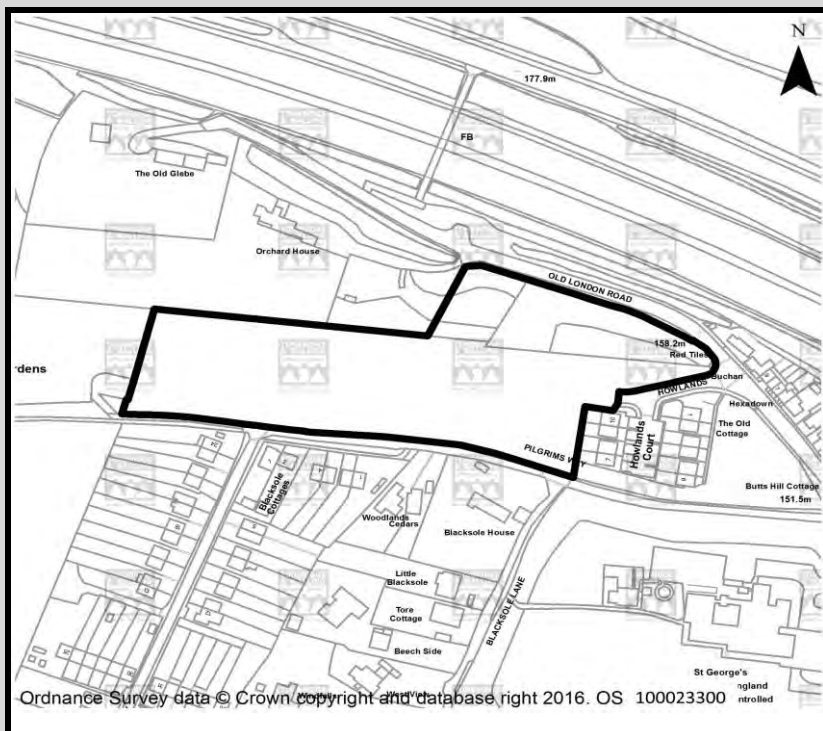 N
177.9m
FB
The Old Glebe
Orchard House
OLD LONDON ROAD
158.2m
Red Tiles
Buchan
HOWLANDS
Hexadown
rdens
The Old
Cottage
Howlands
Court
PILGRIMS WAY
Butts Hill Cottage
151.5m
Blacksole
Cottages
Woodlands
Cedars
Blacksole House
Little
Blacksole
Tore
Cottage
BLACKSOLE LANE
Beech Side
St George's
ngland
ntrolled
Ordnance Survey data © Crown copyright and database right 2016. OS 100023300